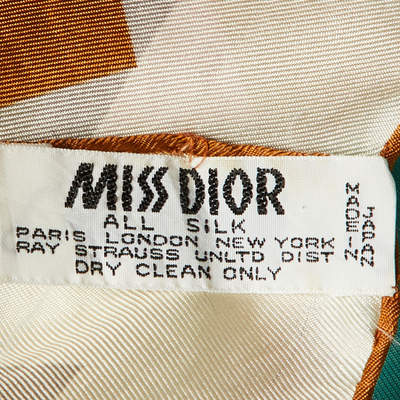 MISS DIOR
ALL SILK
PARIS LONDON NEW YORK
RAY STRAUSS UNLTD DIST
DRY CLEAN ONLY
MADE IN
JAPAN